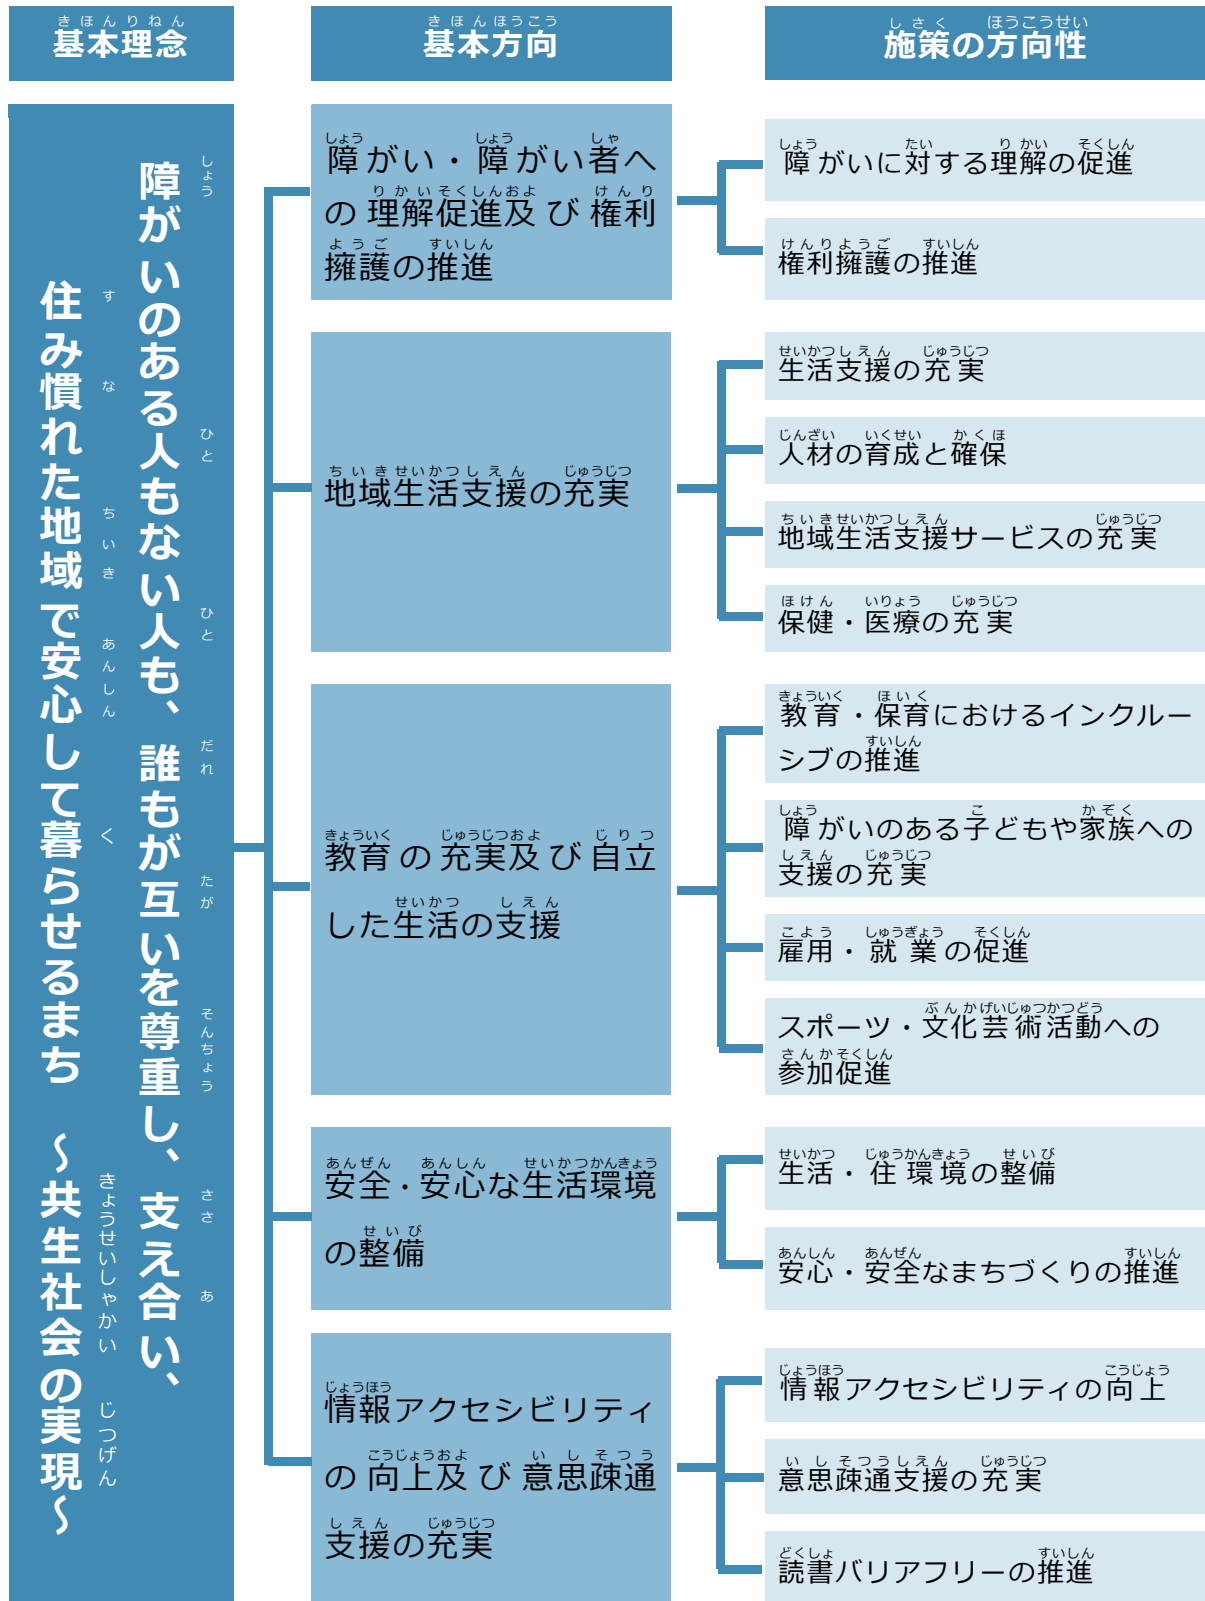 基本理念
障がいのある人もない人も、誰もが互いを尊重し、支え合い、
住み慣れた地域で安心して暮らせるまち ～共生社会の実現～
基本方向
障がい・障がい者へ
の理解促進及び権利
擁護の推進
地域生活支援の充実
教育の充実及び自立
した生活の支援
安全・安心な生活環境
の整備
情報アクセシビリティ
の向上及び意思疎通
支援の充実
施策の方向性
障がいに対する理解の促進
権利擁護の推進
生活支援の充実
人材の育成と確保
地域生活支援サービスの充実
保健・医療の充実
教育・保育におけるインクルー
シブの推進
障がいのある子どもや家族への
支援の充実
雇用・就業の促進
スポーツ・文化芸術活動への
参加促進
生活・住環境の整備
安心・安全なまちづくりの推進
情報アクセシビリティの向上
意思疎通支援の充実
読書バリアフリーの推進